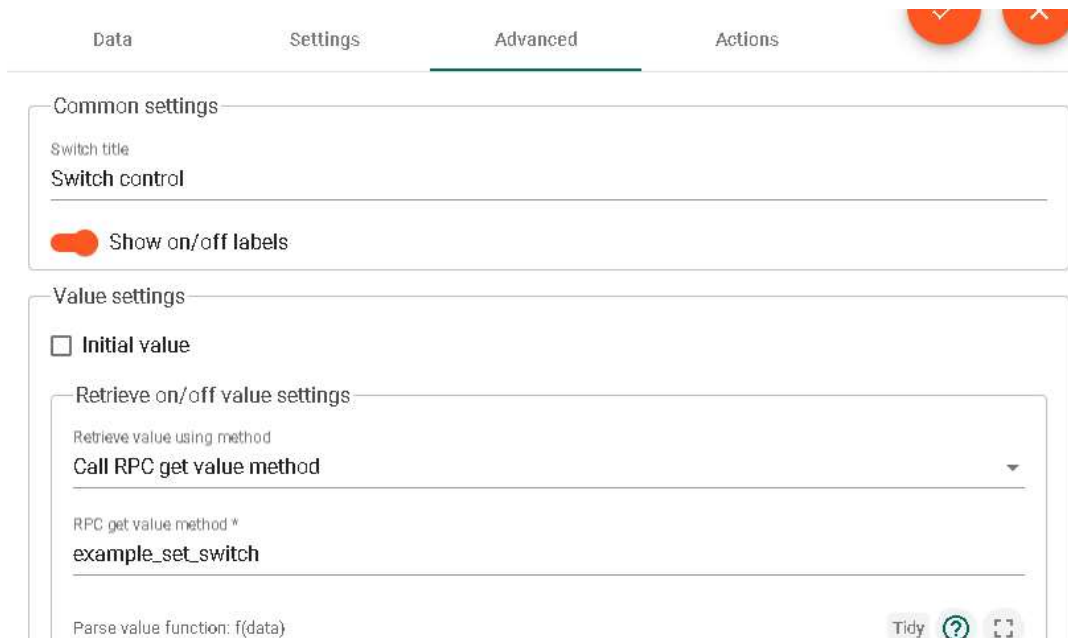 Data Settings Advanced Actions
Common settings
Switch title
Switch control
Show on/off labels
Value settings
Initial value
Retrieve on/off value settings
Retrieve value using method
Call RPC get value method
RPC get value method *
example_set_switch
Parse value function: f(data) Tidy